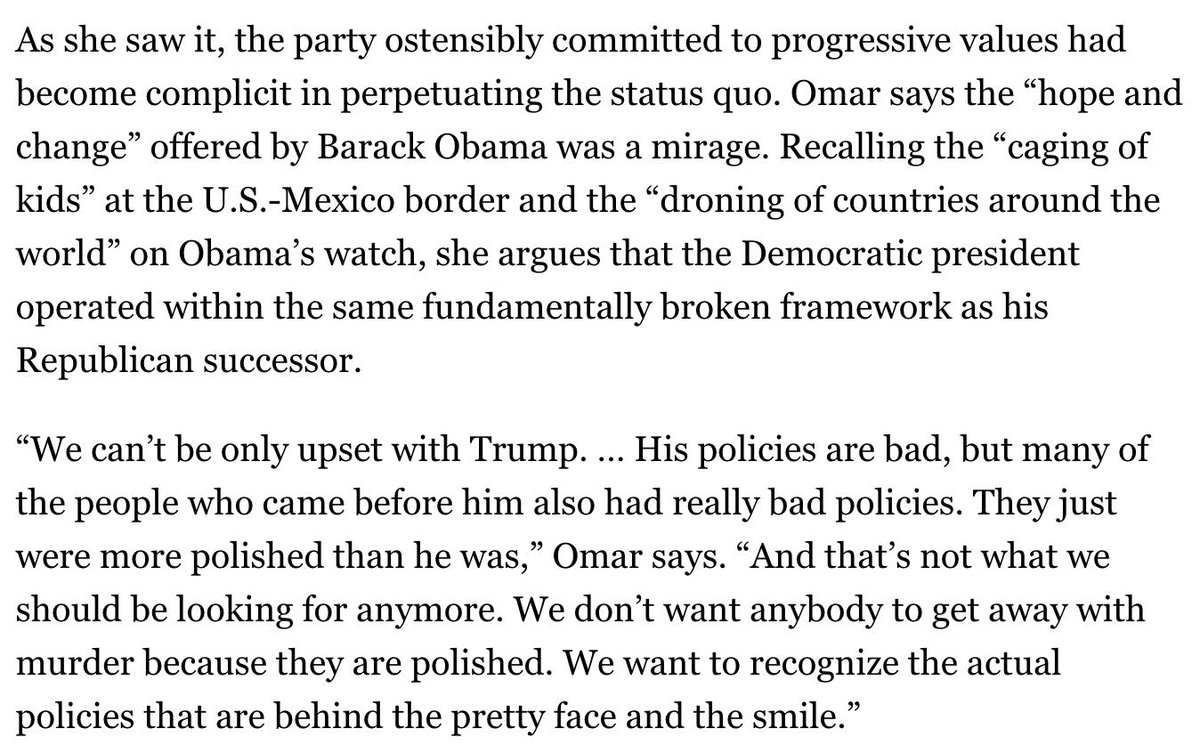 As she saw it, the party ostensibly committed to progressive values had
become complicit in perpetuating the status quo. Omar says the “hope and
change” offered by Barack Obama was a mirage. Recalling the “caging of
kids” at the U.S.-Mexico border and the “droning of countries around the
world” on Obama’s watch, she argues that the Democratic president
operated within the same fundamentally broken framework as his
Republican successor.
“We can’t be only upset with Trump. ... His policies are bad, but many of
the people who came before him also had really bad policies. They just
were more polished than he was,” Omar says. “And that’s not what we
should be looking for anymore. We don’t want anybody to get away with
murder because they are polished. We want to recognize the actual
policies that are behind the pretty face and the smile.”